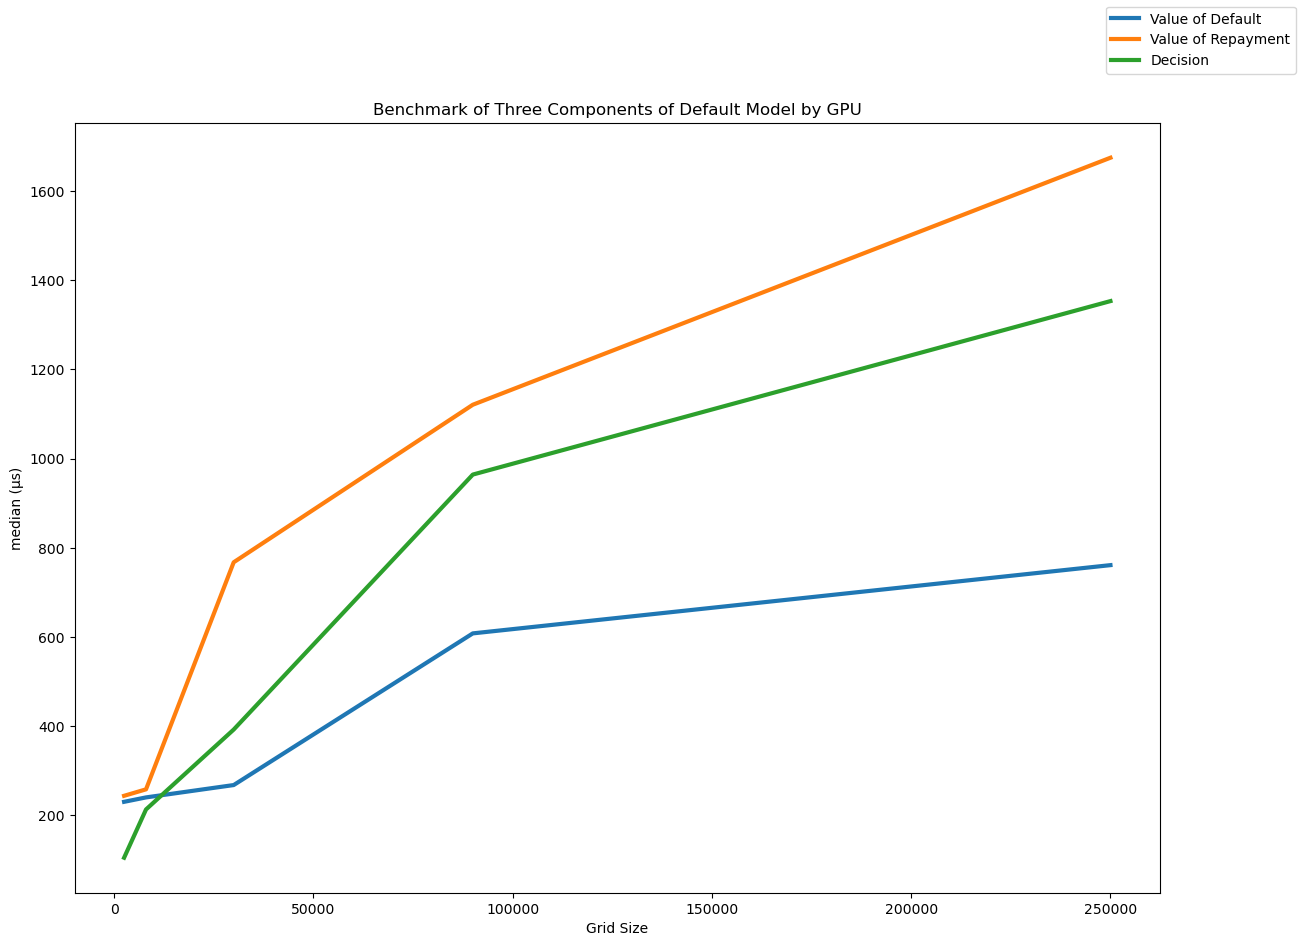 Value of Default
Value of Repayment
Decision
Benchmark of Three Components of Default Model by GPU
1600
1400
1200
1000
800
600
400
200
median (μs)
0 50000 100000 150000 200000 250000
Grid Size